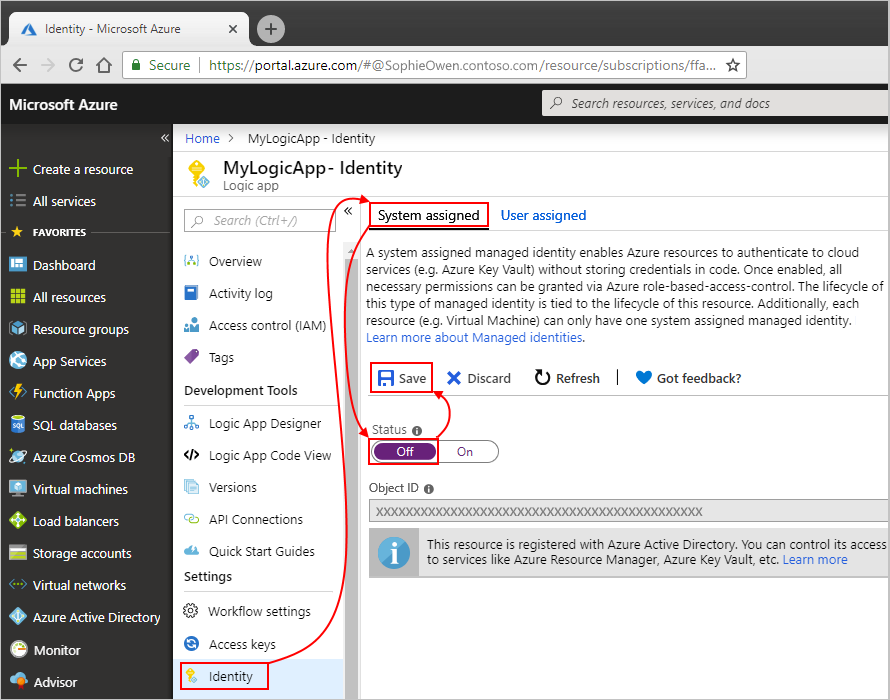 Identity - Microsoft Azure
Secure
https://portal.azure.com/#@SophieOwen.contoso.com/resource/subscriptions/ffa...
Microsoft Azure
Search resources, services, and docs
Create a resource
All services
FAVORITES
Dashboard
All resources
Resource groups
App Services
Function Apps
SQL databases
Azure Cosmos DB
Virtual machines
Load balancers
Storage accounts
Virtual networks
Azure Active Directory
Monitor
Advisor
Home > MyLogicApp - Identity
MyLogicApp - Identity
Logic app
Search (Ctrl+/)
Overview
Activity log
Access control (IAM)
Tags
Development Tools
Logic App Designer
Logic App Code View
Versions
API Connections
Quick Start Guides
Settings
Workflow settings
Access keys
Identity
System assigned User assigned
A system assigned managed identity enables Azure resources to authenticate to cloud
services (e.g. Azure Key Vault) without storing credentials in code. Once enabled, all
necessary permissions can be granted via Azure role-based-access-control. The lifecycle of
this type of managed identity is tied to the lifecycle of this resource. Additionally, each
resource (e.g. Virtual Machine) can only have one system assigned managed identity.
Learn more about Managed identities.
Save Discard Refresh Got feedback?
Status
Off On
Object ID
XXXXXXXXXXXXXXXXXXXXXXXXXXXXXXXXXXXXXXXXXXXX
This resource is registered with Azure Active Directory. You can control its access
to services like Azure Resource Manager, Azure Key Vault, etc. Learn more